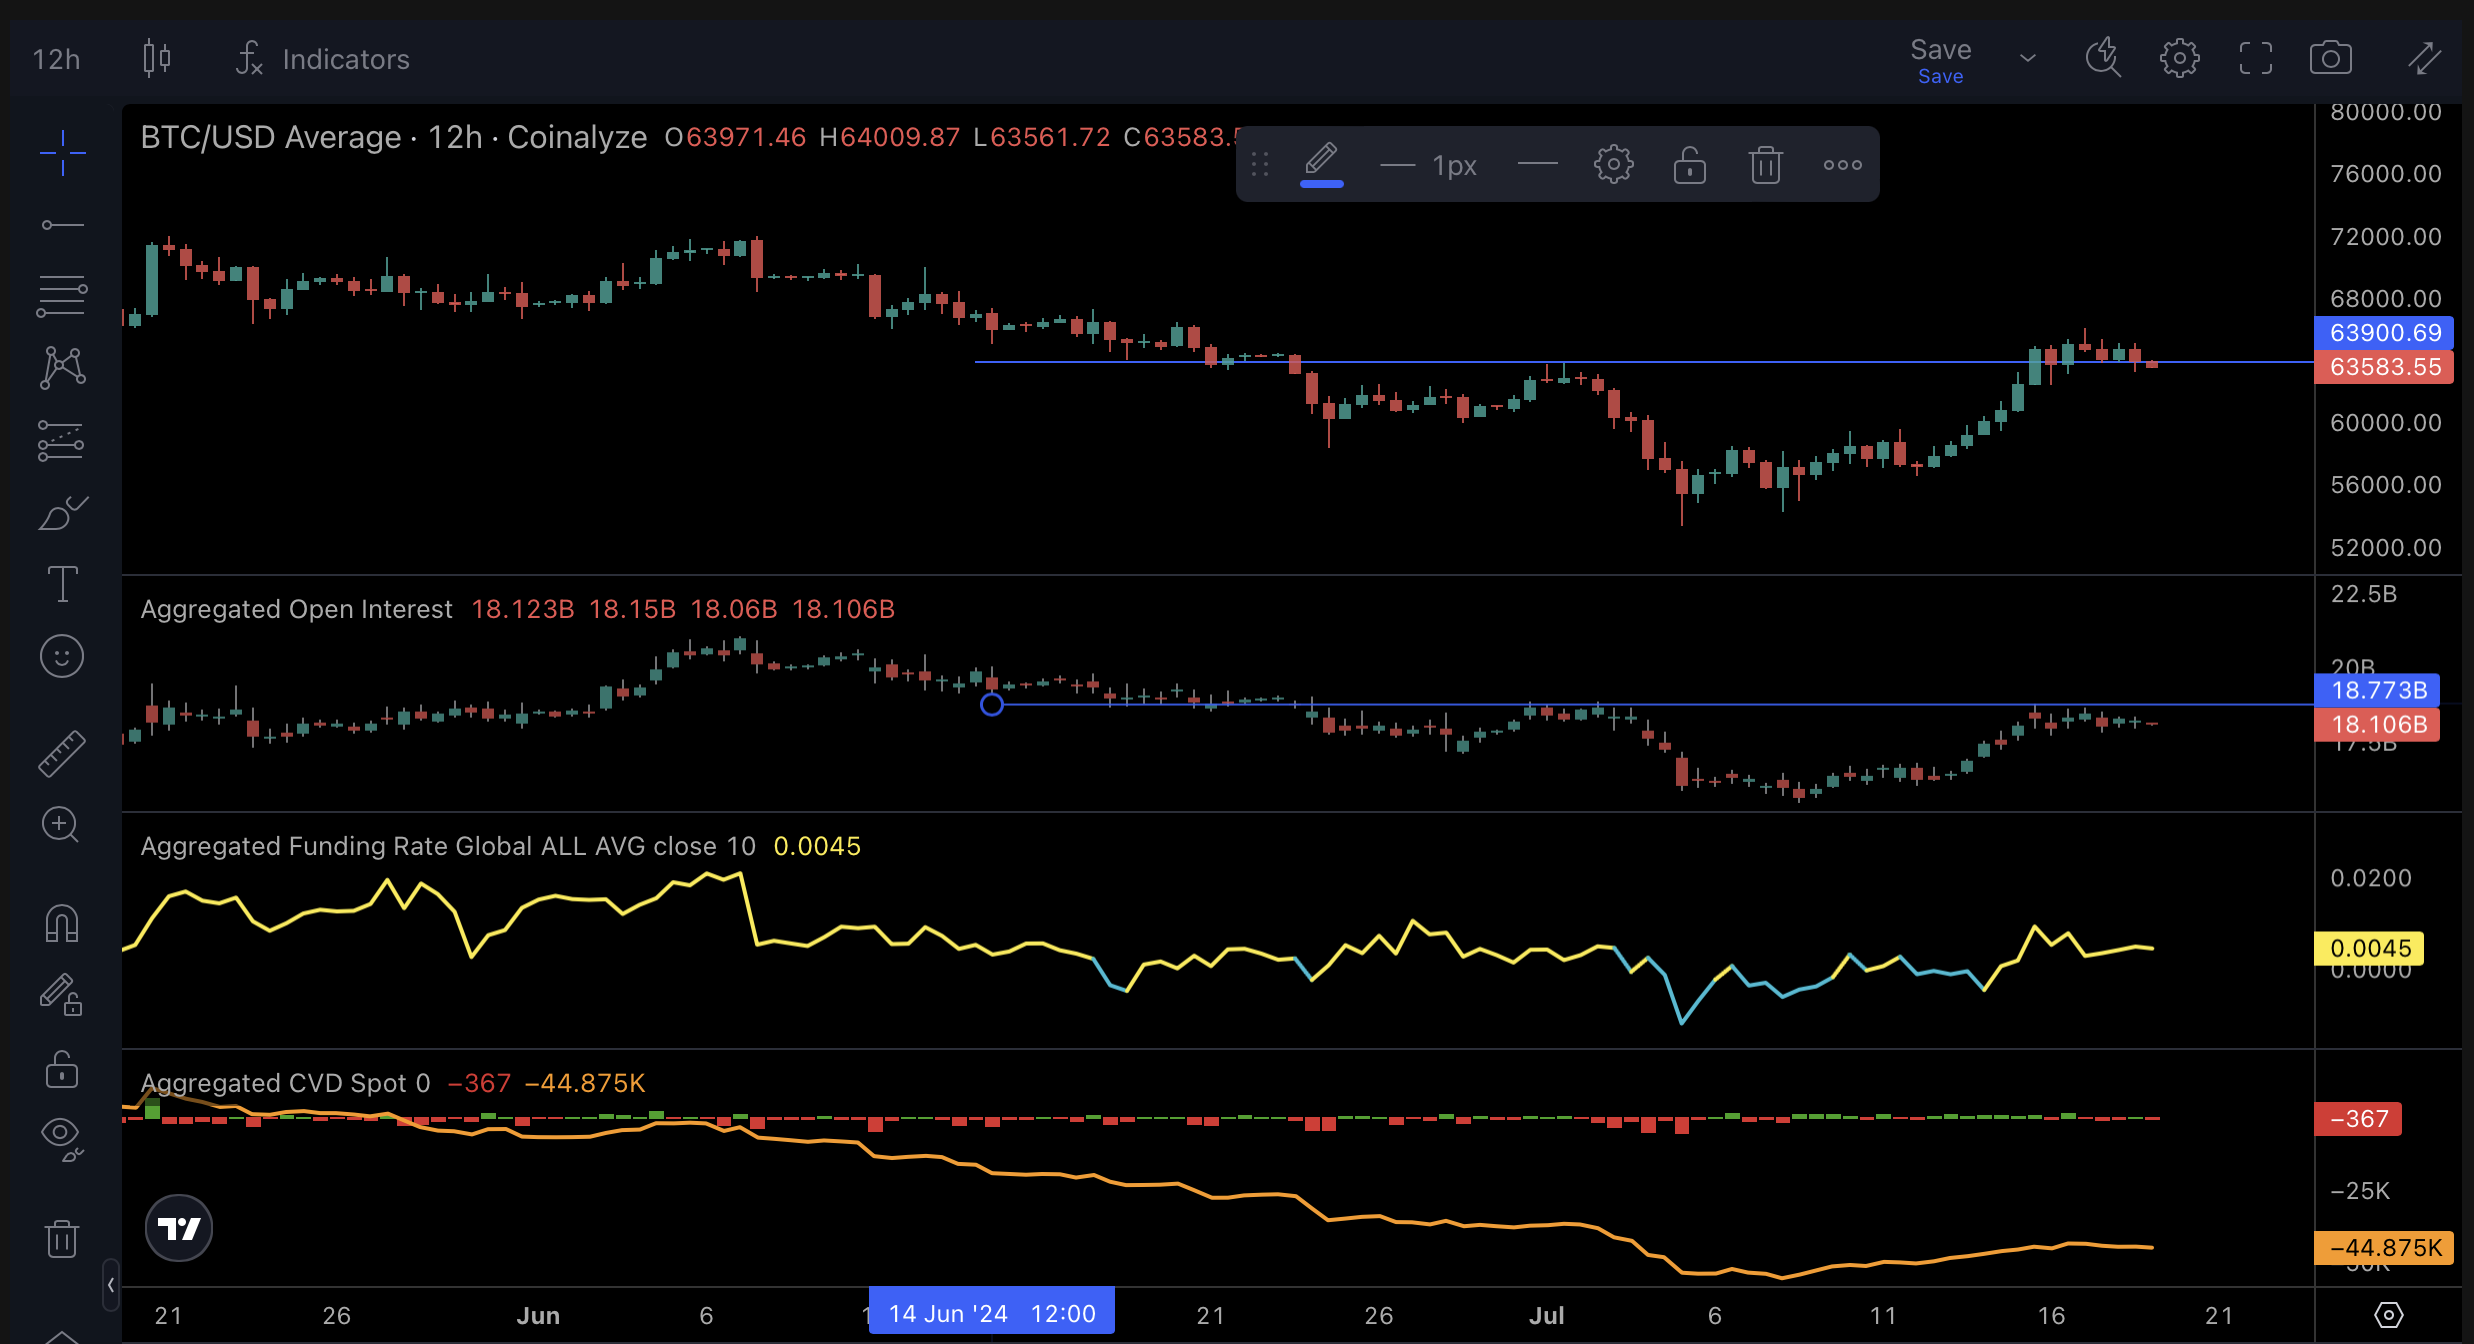 12h Indicators Save
Save
BTC/USD Average · 12h · Coinalyze O63971.46 H64009.87 L63561.72 C63583.5
1px
80000.00
76000.00
72000.00
68000.00
63900.69
63583.55
60000.00
56000.00
52000.00
Aggregated Open Interest 18.123B 18.15B 18.06B 18.106B
22.5B
20B
18.773B
18.106B
17.5B
Aggregated Funding Rate Global ALL AVG close 10 0.0045
0.0200
0.0045
0.0000
Aggregated CVD Spot 0 −367 −44.875K
−367
−25K
−44.875K
21 26 Jun 6 14 Jun '24 12:00 21 26 Jul 6 11 16 21